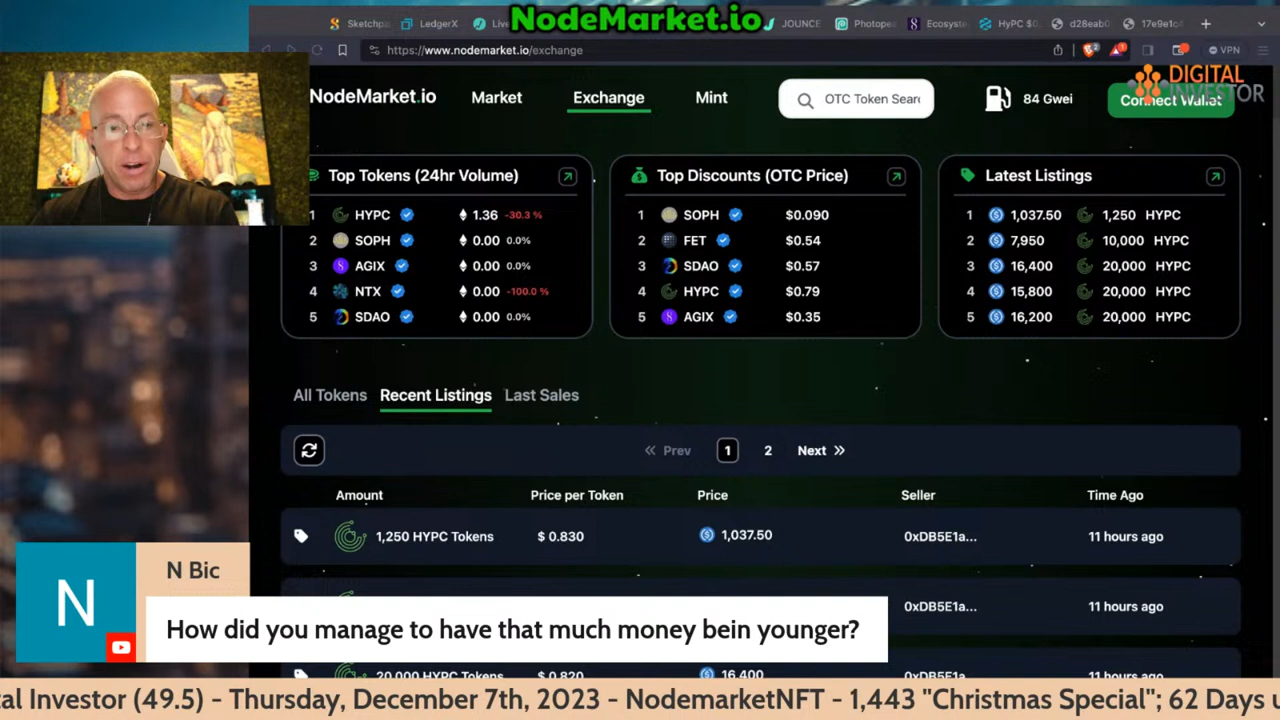 NodeMarket.io
Sketchpa LedgerX Liv JOUNCE Photopea Ecosyst HyPC $0. d28eab0 17e9e1c4
https://www.nodemarket.io/exchange VPN
DIGITAL
INVESTOR
NodeMarket.io Market Exchange Mint OTC Token Sear 84 Gwei Connect Wallet
Top Tokens (24hr Volume)
1 HYPC 1.36 -30.3 %
2 SOPH 0.00 0.0%
3 AGIX 0.00 0.0%
4 NTX 0.00 -100.0 %
5 SDAO 0.00 0.0%
Top Discounts (OTC Price)
1 SOPH $0.090
2 FET $0.54
3 SDAO $0.57
4 HYPC $0.79
5 AGIX $0.35
Latest Listings
1 1,037.50 1,250 HYPC
2 7,950 10,000 HYPC
3 16,400 20,000 HYPC
4 15,800 20,000 HYPC
5 16,200 20,000 HYPC
All Tokens Recent Listings Last Sales
Prev 1 2 Next
Amount Price per Token Price Seller Time Ago
1,250 HYPC Tokens $ 0.830 1,037.50 0xDB5E1a... 11 hours ago
0xDB5E1a... 11 hours ago
20,000 HYPC Tokens $ 0.820 16,400 0xDB5E1a... 11 hours ago
N
N Bic
How did you manage to have that much money bein younger?
al Investor (49.5) - Thursday, December 7th, 2023 - NodemarketNFT - 1,443 "Christmas Special"; 62 Days u